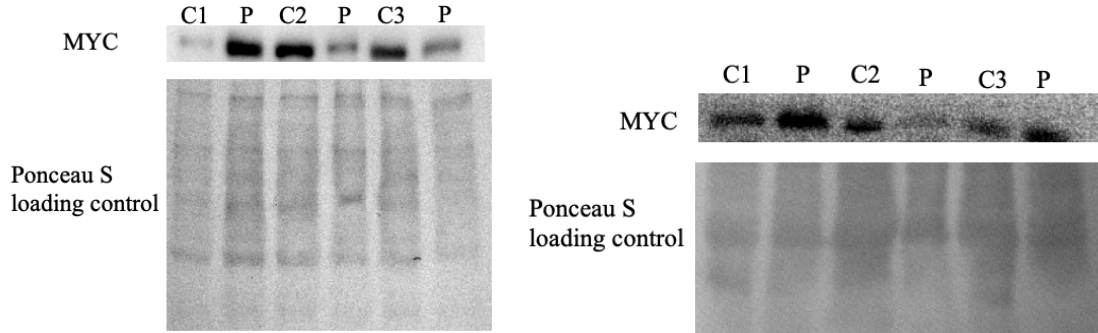 C1 P C2 P C3 P
MYC
Ponceau S
loading control
C1 P C2 P C3 P
MYC
Ponceau S
loading control